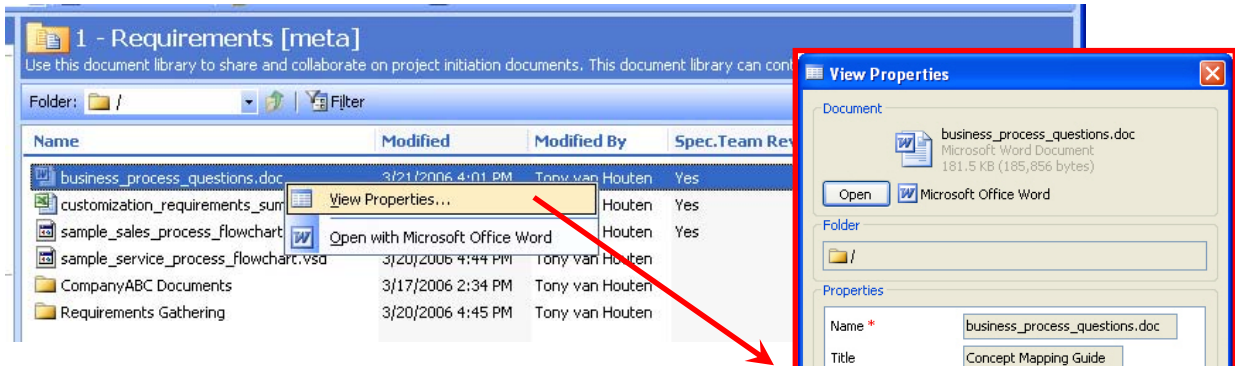 1 - Requirements [meta]
Use this document library to share and collaborate on project initiation documents. This document library can cont
Folder: / Filter
Name Modified Modified By Spec.Team Rev
business_process_questions.doc 3/21/2006 4:01 PM Tony van Houten Yes
customization_requirements_sum Houten Yes
View Properties...
sample_sales_process_flowchart Houten Yes
Open with Microsoft Office Word
sample_service_process_flowchart.vsd 3/20/2006 4:44 PM Tony van Houten
CompanyABC Documents 3/17/2006 2:34 PM Tony van Houten
Requirements Gathering 3/20/2006 4:45 PM Tony van Houten
View Properties
Document
business_process_questions.doc
Microsoft Word Document
181.5 KB (185,856 bytes)
Open Microsoft Office Word
Folder
/
Properties
Name * business_process_questions.doc
Title Concept Mapping Guide